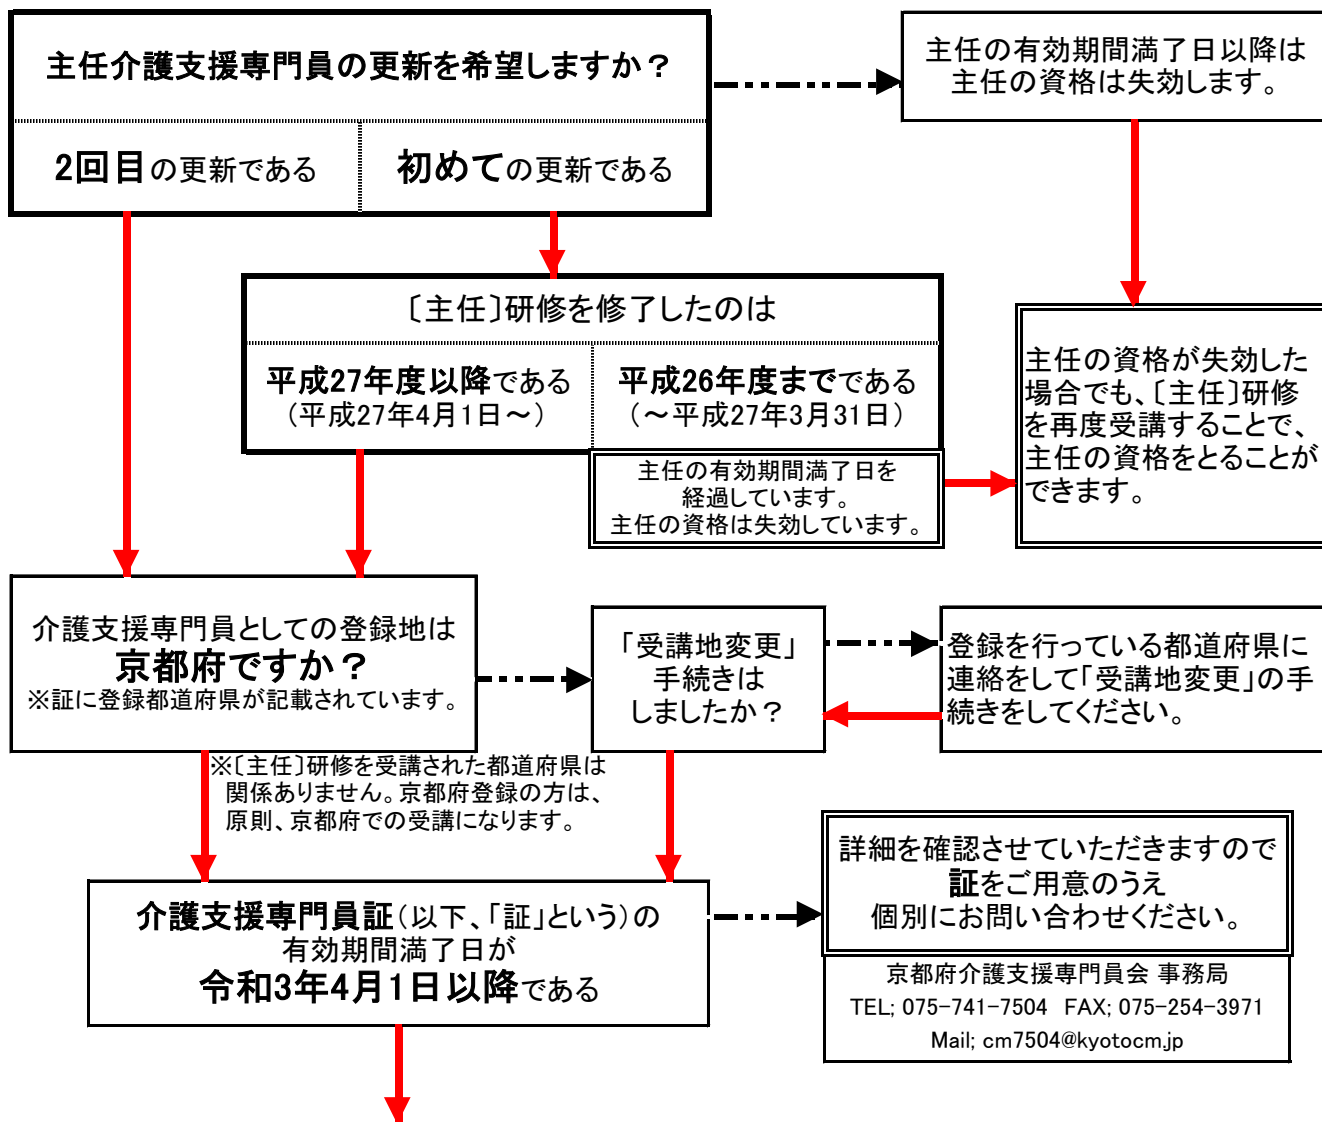 主任介護支援専門員の更新を希望しますか？
2回目の更新である
初めての更新である
主任の有効期間満了日以降は
主任の資格は失効します。
〔主任〕研修を修了したのは
平成27年度以降である
（平成27年4月1日～）
平成26年度までである
（～平成27年3月31日）
主任の有効期間満了日を
経過しています。
主任の資格は失効しています。
主任の資格が失効した
場合でも、〔主任〕研修
を再度受講することで、
主任の資格をとることが
できます。
介護支援専門員としての登録地は
京都府ですか？
※証に登録都道府県が記載されています。
「受講地変更」
手続きは
しましたか？
登録を行っている都道府県に
連絡をして「受講地変更」の手
続きをしてください。
※〔主任〕研修を受講された都道府県は
関係ありません。京都府登録の方は、
原則、京都府での受講になります。
介護支援専門員証（以下、「証」という）の
有効期間満了日が
令和3年4月1日以降である
詳細を確認させていただきますので
証をご用意のうえ
個別にお問い合わせください。
京都府介護支援専門員会 事務局
TEL; 075-741-7504 FAX; 075-254-3971
Mail; cm7504@kyotocm.jp